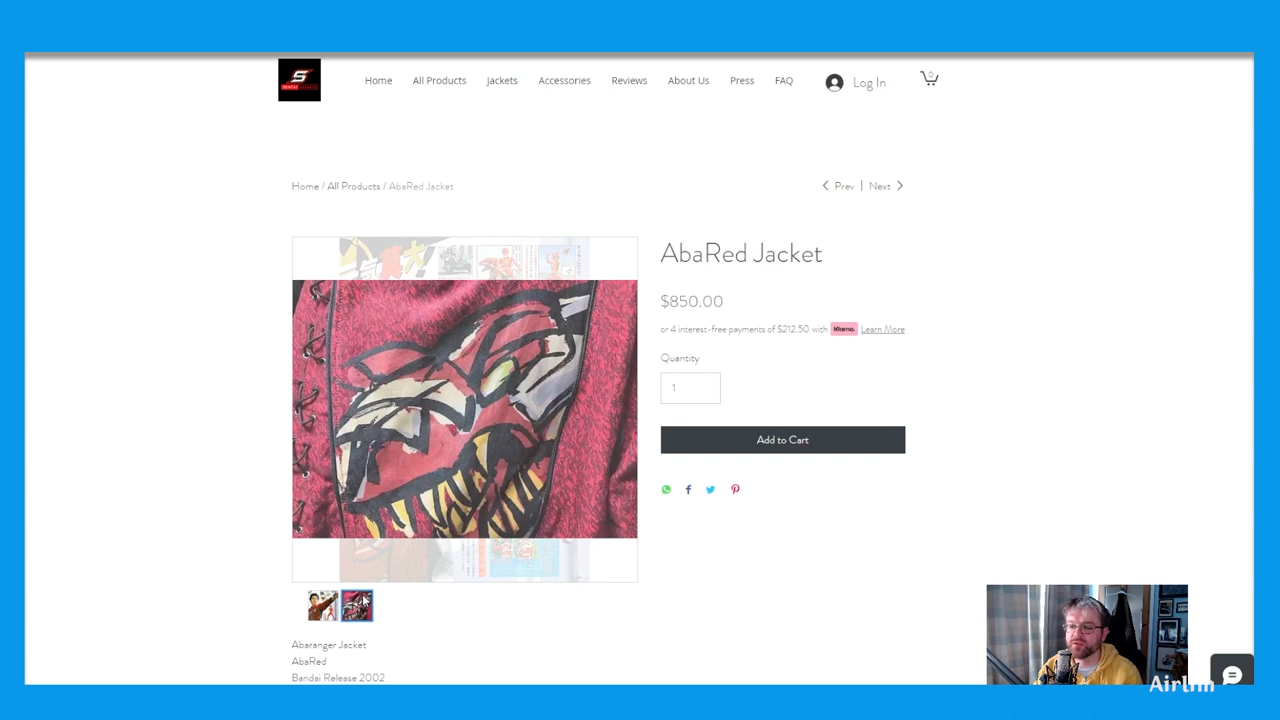 S
Home
All Products
Jackets
Accessories
Reviews
About Us
Press
FAQ
Log In
0
Home / All Products / AbaRed Jacket
Prev | Next
AbaRed Jacket
$850.00
or 4 interest-free payments of $212.50 with Klarna. Learn More
Quantity
1
Add to Cart
Abaranger Jacket
AbaRed
Bandai Release 2002